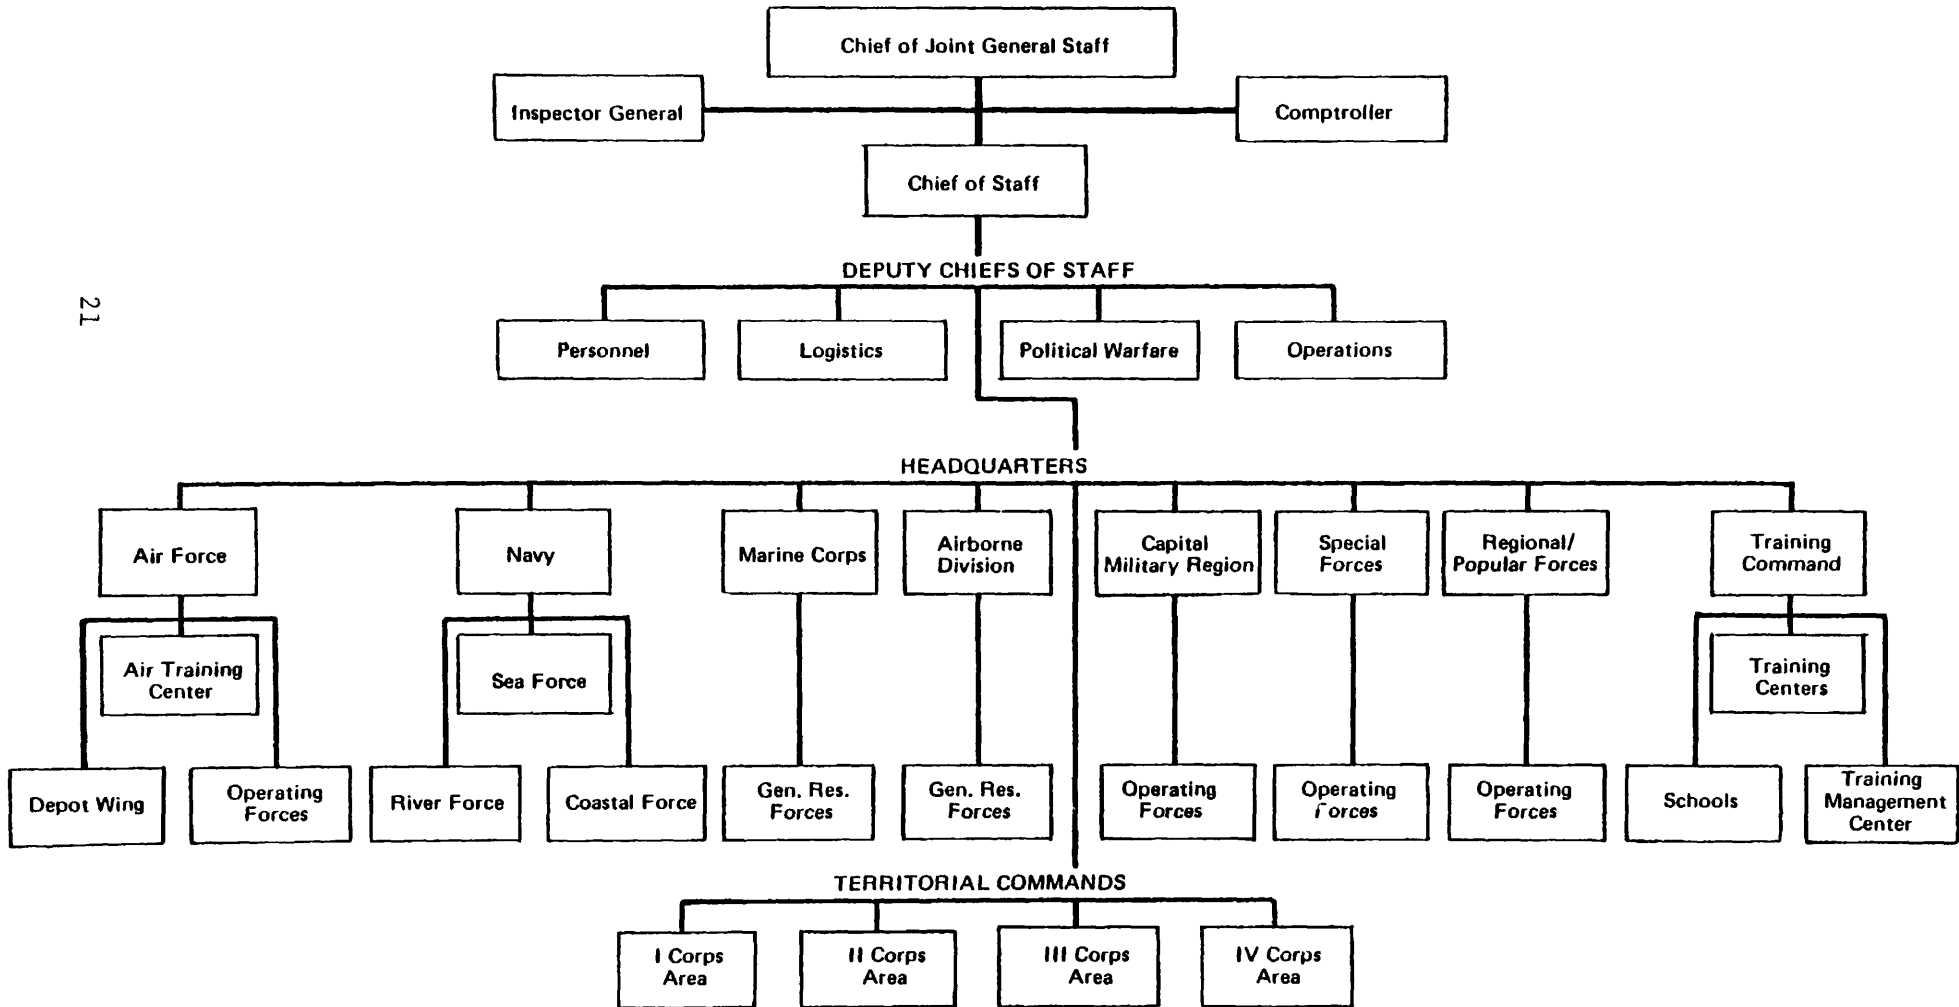 Chief of Joint General Staff
Inspector General
Comptroller
Chief of Staff
DEPUTY CHIEFS OF STAFF
21
Personnel
Logistics
Political Warfare
Operations
HEADQUARTERS
Air Force
Navy
Marine Corps
Airborne
Division
Capital
Military Region
Special
Forces
Regional/
Popular Forces
Training
Command
Air Training
Center
Sea Force
Training
Centers
Depot Wing
Operating
Forces
River Force
Coastal Force
Gen. Res.
Forces
Gen. Res.
Forces
Operating
Forces
Operating
Forces
Operating
Forces
Schools
Training
Management
Center
TERRITORIAL COMMANDS
I Corps
Area
II Corps
Area
III Corps
Area
IV Corps
Area